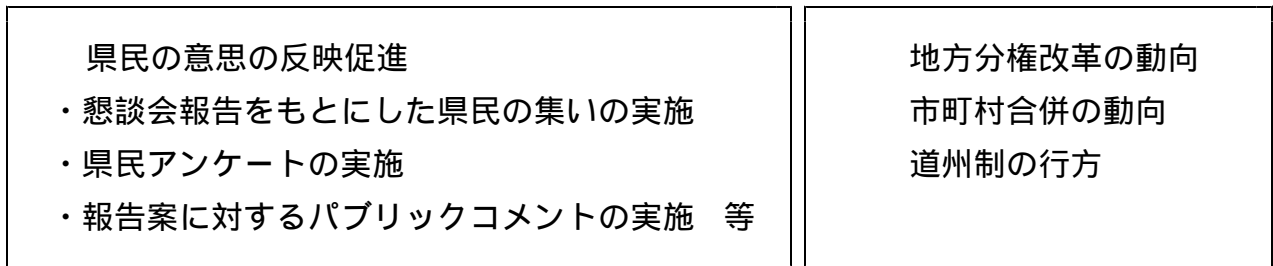 県民の意思の反映促進
・懇談会報告をもとにした県民の集いの実施
・県民アンケートの実施
・報告案に対するパブリックコメントの実施　等
地方分権改革の動向
市町村合併の動向
道州制の行方